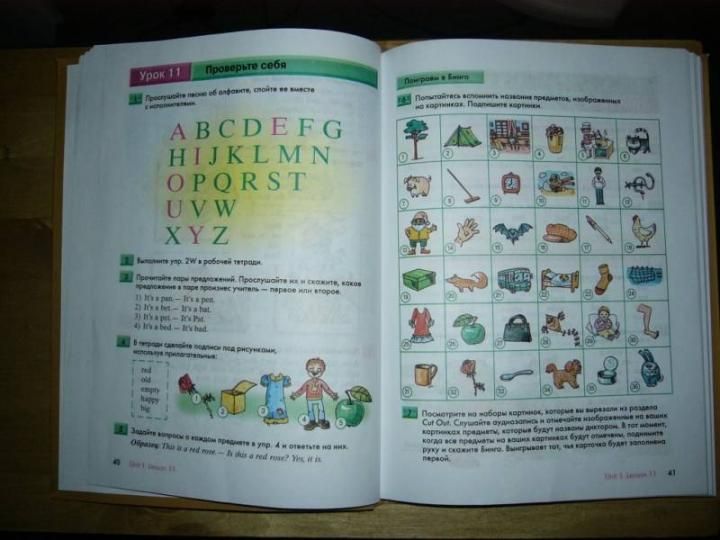 Урок 11 Проверьте себя
1 Прослушайте песню об алфавите, спойте ее вместе
с исполнителями.
A B C D E F G
H I J K L M N
O P Q R S T
U V W
X Y Z
2 Выполните упр. 2W в рабочей тетради.
3 Прочитайте пары предложений. Прослушайте их и скажите, какое
предложение в паре произнес учитель — первое или второе.
1) It's a pan. — It's a pen.
2) It's a bet. — It's a bat.
3) It's a pet. — It's Pat.
4) It's a bed. — It's bad.
4 В тетради сделайте подписи под рисунками,
используя прилагательные:
red
old
empty
happy
big
1
2
3
4
5
5 Задайте вопросы о каждом предмете в упр. 4 и ответьте на них.
Образец: This is a red rose. — Is this a red rose? Yes, it is.
40 Unit 1 Lesson 11
Поиграем в Бинго
Попытайтесь вспомнить названия предметов, изображенных
на картинках. Подпишите картинки.
1 2 3 4 5 6
7 8 9 10 11 12
13 14 15 16 17 18
19 20 21 22 23 24
25 26 27 28 29 30
31 32 33 34 35 36
7 Посмотрите на наборы картинок, которые вы вырезали из раздела
Cut Out. Слушайте аудиозапись и отмечайте изображенные на ваших
картинках предметы, которые будут названы диктором. В тот момент,
когда все предметы на ваших картинках будут отмечены, поднимите
руку и скажите Бинго. Выигрывает тот, чья карточка будет заполнена
первой.
Unit 1 Lesson 11 41